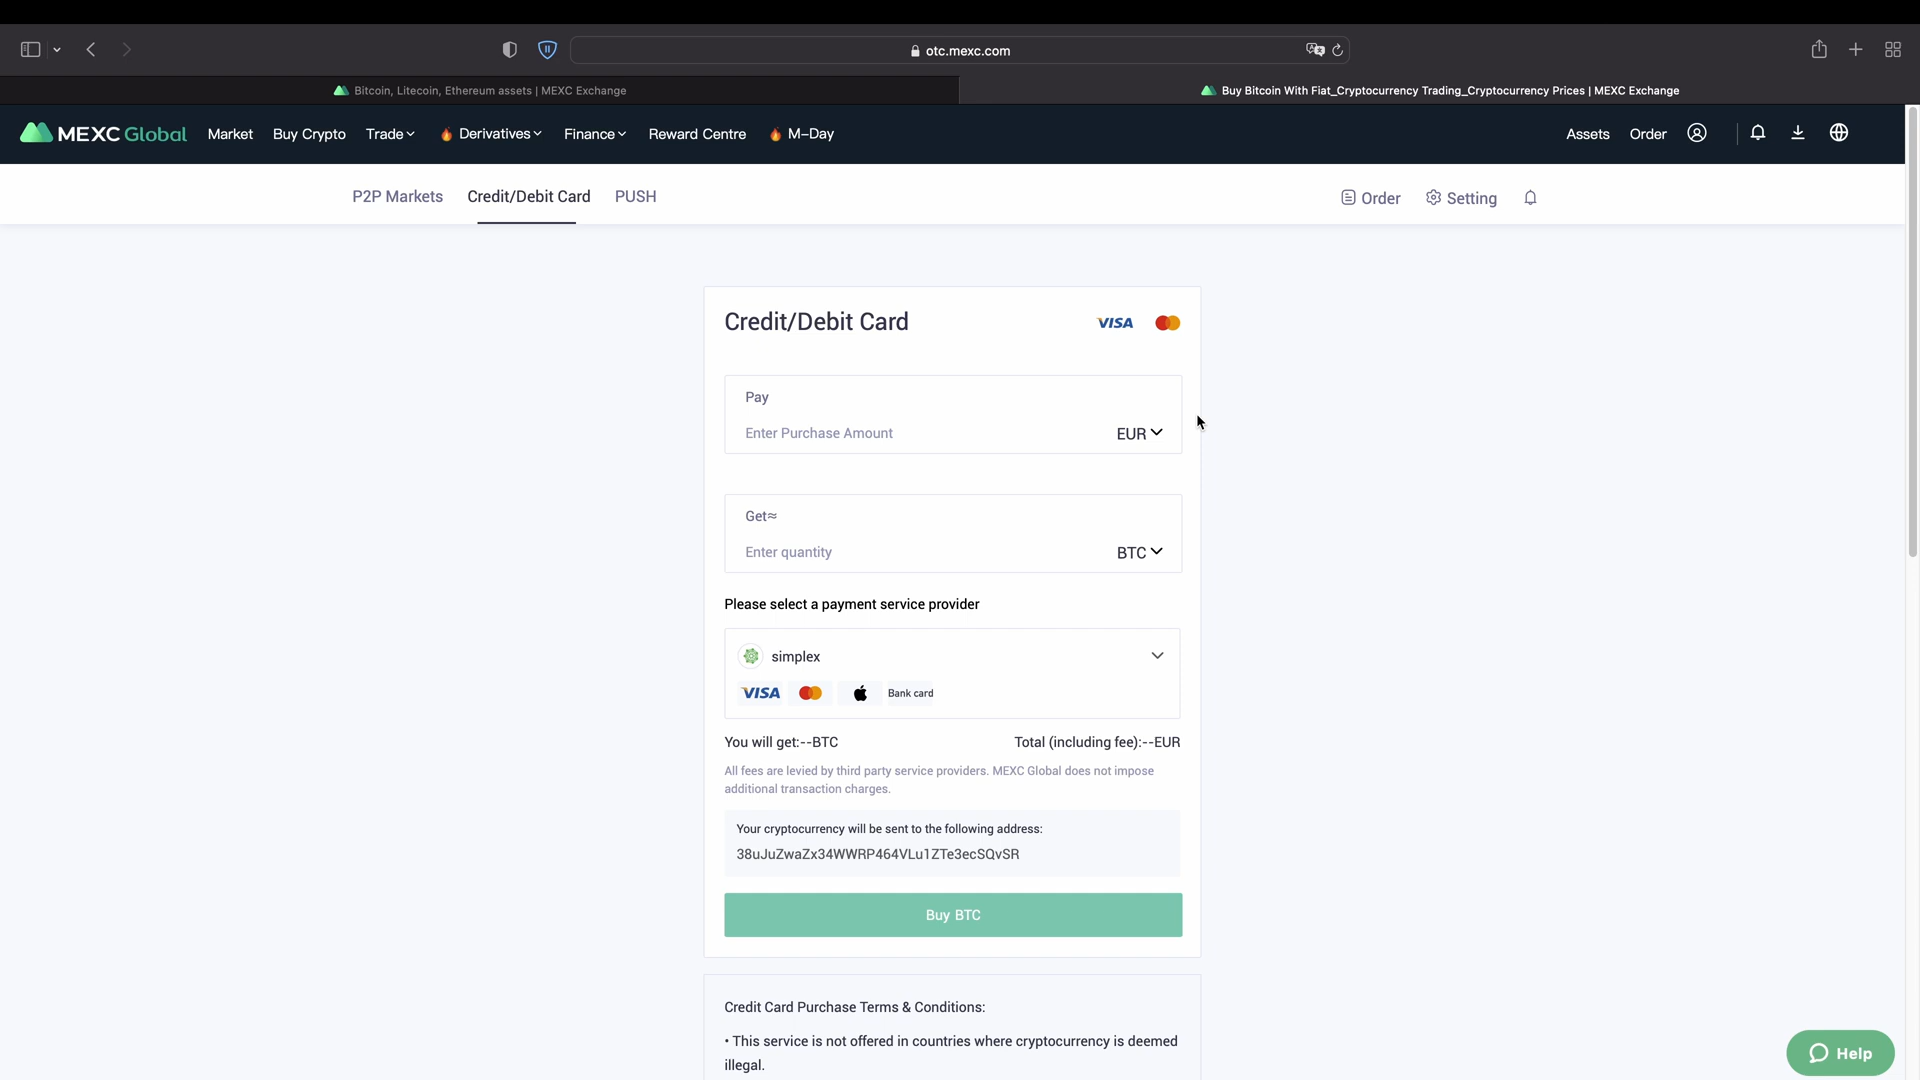 otc.mexc.com
Bitcoin, Litecoin, Ethereum assets | MEXC Exchange
Buy Bitcoin With Fiat_Cryptocurrency Trading_Cryptocurrency Prices | MEXC Exchange
MEXC Global Market Buy Crypto Trade Derivatives Finance Reward Centre M-Day Assets Order
P2P Markets Credit/Debit Card PUSH Order Setting
Credit/Debit Card VISA
Pay
Enter Purchase Amount EUR
Get≈
Enter quantity BTC
Please select a payment service provider
simplex
VISA Bank card
You will get:--BTC Total (including fee):--EUR
All fees are levied by third party service providers. MEXC Global does not impose
additional transaction charges.
Your cryptocurrency will be sent to the following address:
38uJuZwaZx34WWRP464VLu1ZTe3ecSQvSR
Buy BTC
Credit Card Purchase Terms & Conditions:
• This service is not offered in countries where cryptocurrency is deemed
illegal.
Help